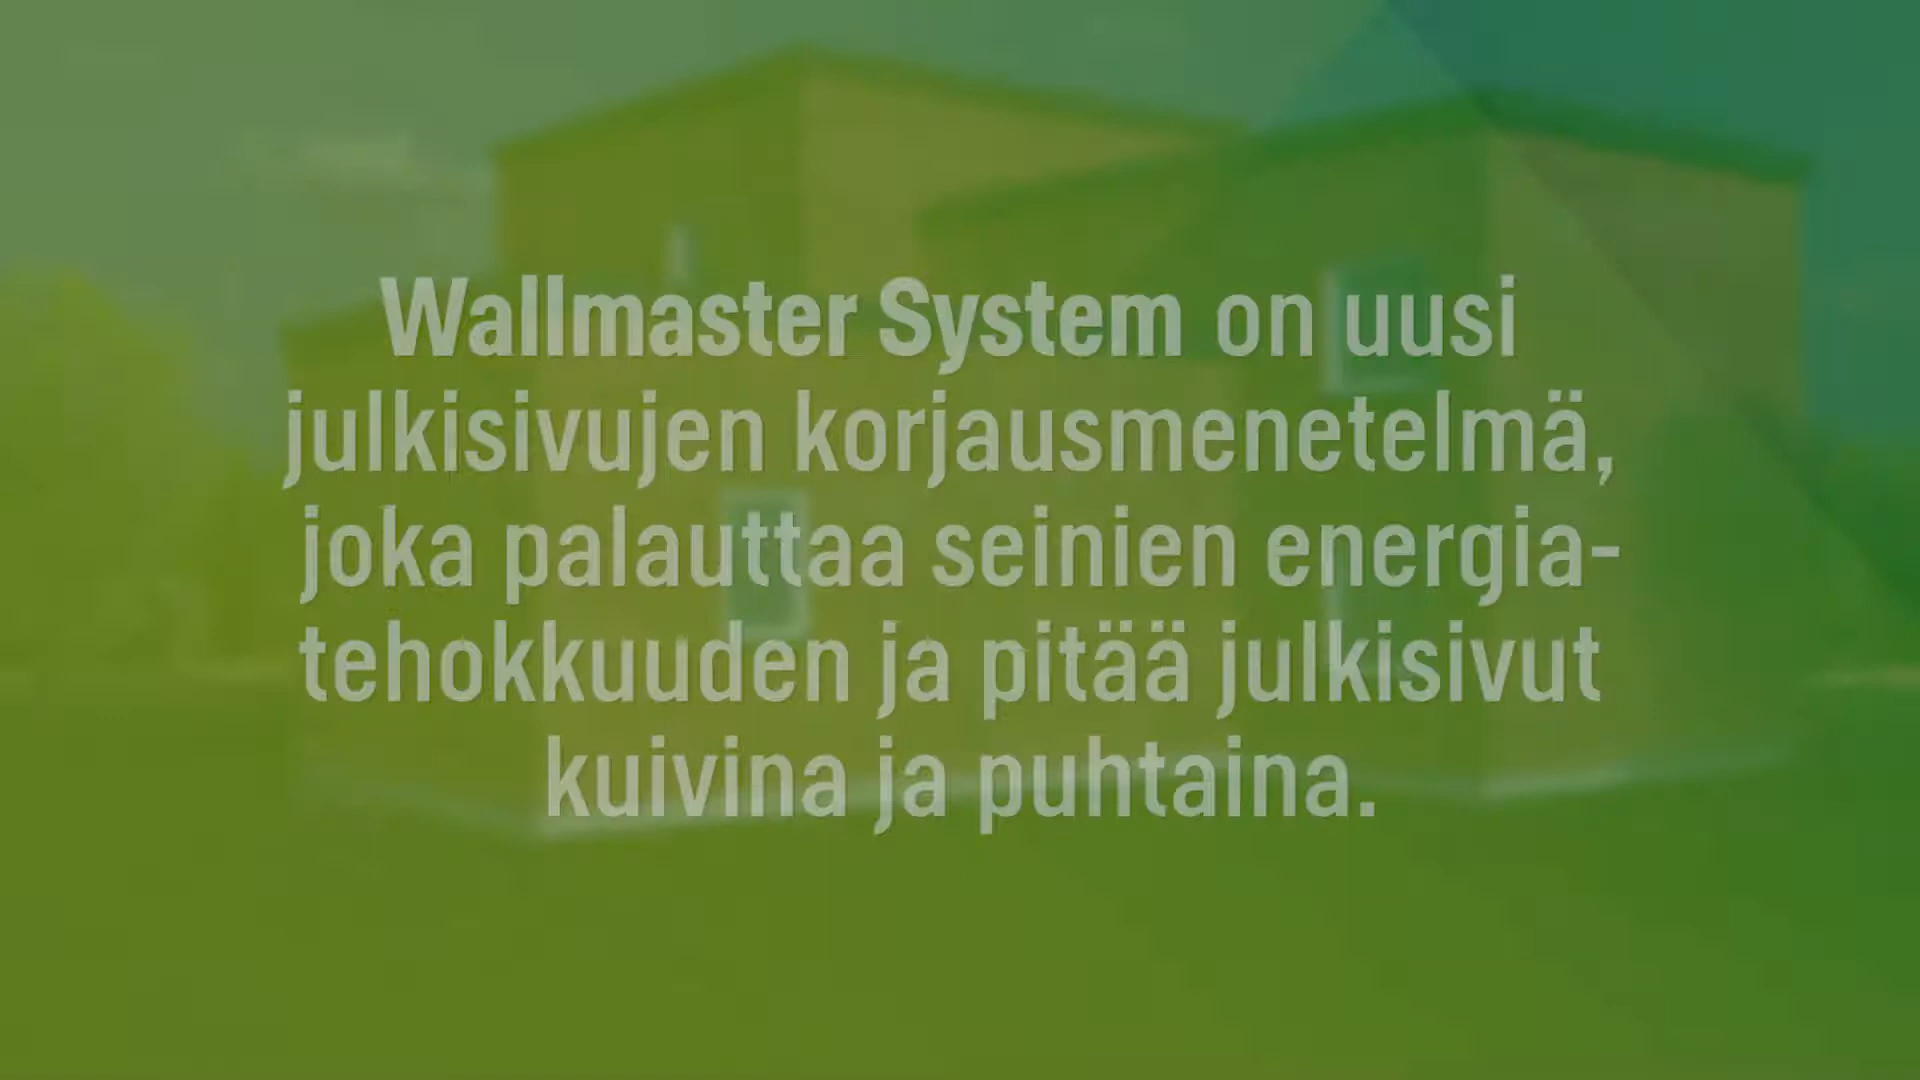 Wallmaster System on uusi
julkisivujen korjausmenetelmä,
joka palauttaa seinien energia-
tehokkuuden ja pitää julkisivut
kuivina ja puhtaina.